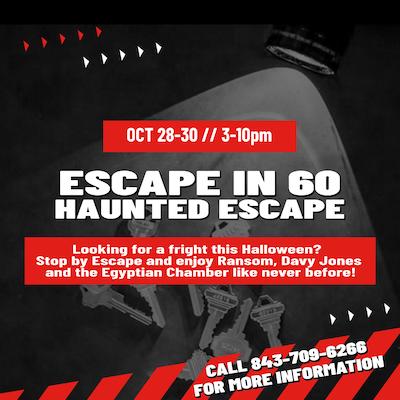 OCT 28-30 // 3-10pm
ESCAPE IN 60
HAUNTED ESCAPE
Looking for a fright this Halloween?
Stop by Escape and enjoy Ransom, Davy Jones
and the Egyptian Chamber like never before!
CALL 843-709-6266
FOR MORE INFORMATION